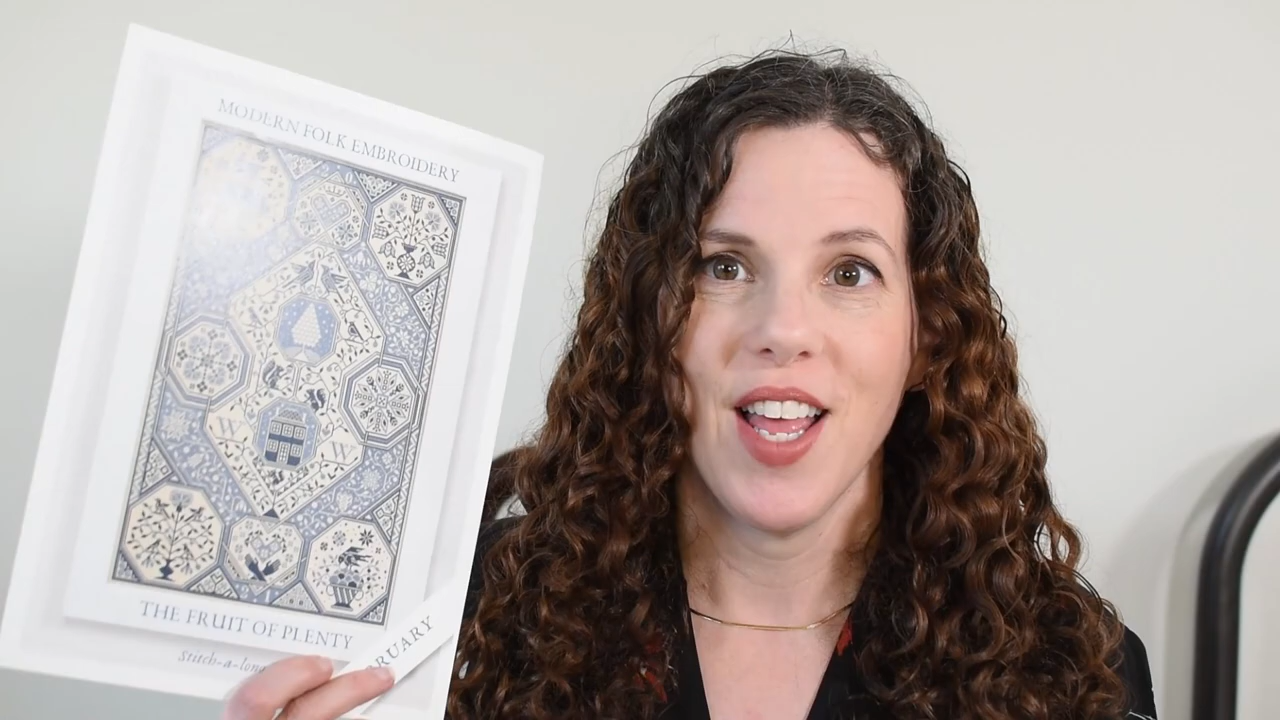 MODERN FOLK EMBROIDERY
W W
THE FRUIT OF PLENTY
Stitch-a-long
RUARY